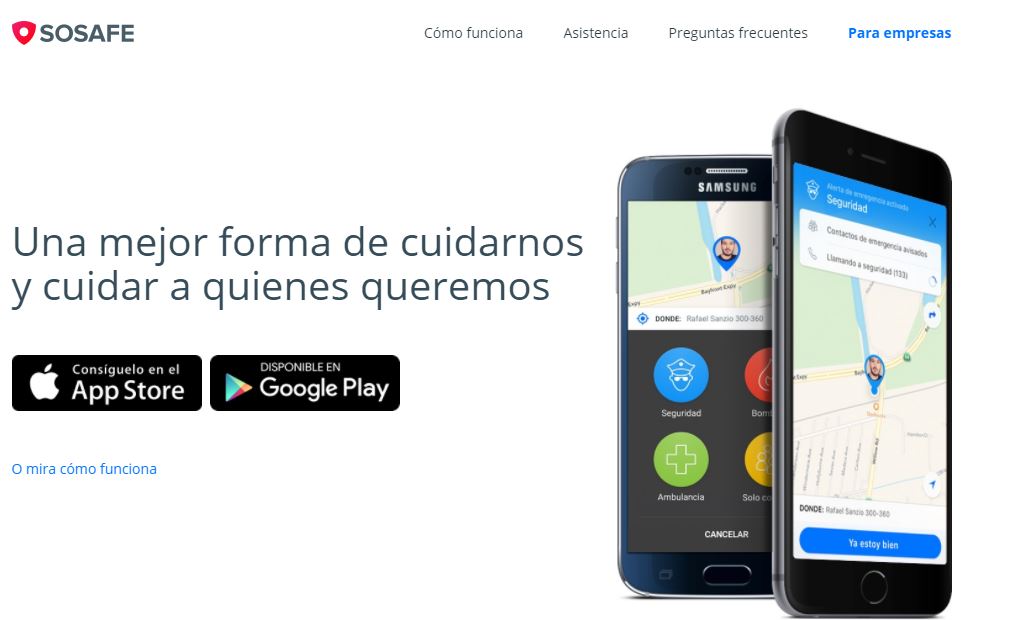 SOSAFE
Cómo funciona
Asistencia
Preguntas frecuentes
Para empresas
Una mejor forma de cuidarnos
y cuidar a quienes queremos
Consíguelo en el
App Store
DISPONIBLE EN
Google Play
O mira cómo funciona
SAMSUNG
Bayfront Expy
Expy
DONDE: Rafael Sanzio 300-360
Seguridad
Bom
Ambulancia
Solo co
CANCELAR
Alerta de emregencia activada
Seguridad
Contactos de emergencia avisados
Llamando a seguridad (133)
DONDE: Rafael Sanzio 300-360
Ya estoy bien